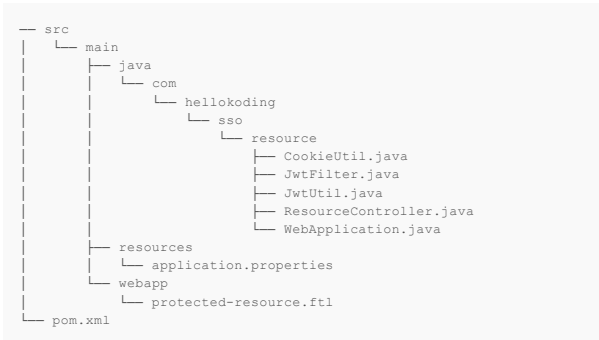 ── src
│   └── main
│       ├── java
│       │   └── com
│       │       └── hellokoding
│       │           └── sso
│       │               └── resource
│       │                   ├── CookieUtil.java
│       │                   ├── JwtFilter.java
│       │                   ├── JwtUtil.java
│       │                   ├── ResourceController.java
│       │                   └── WebApplication.java
│       ├── resources
│       │   └── application.properties
│       └── webapp
│           └── protected-resource.ftl
└── pom.xml